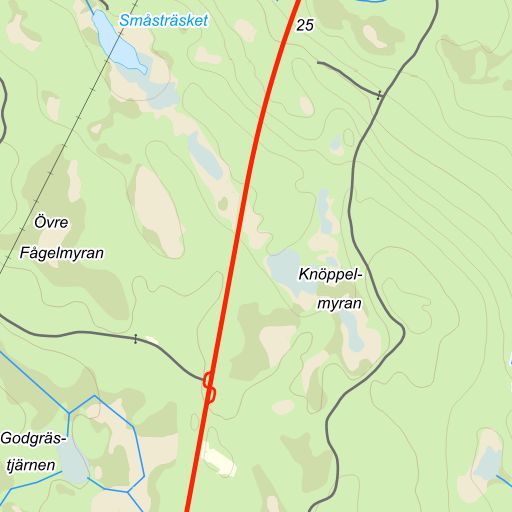 Småsträsket
25
Övre
Fågelmyran
Knöppel-
myran
Godgräs-
tjärnen